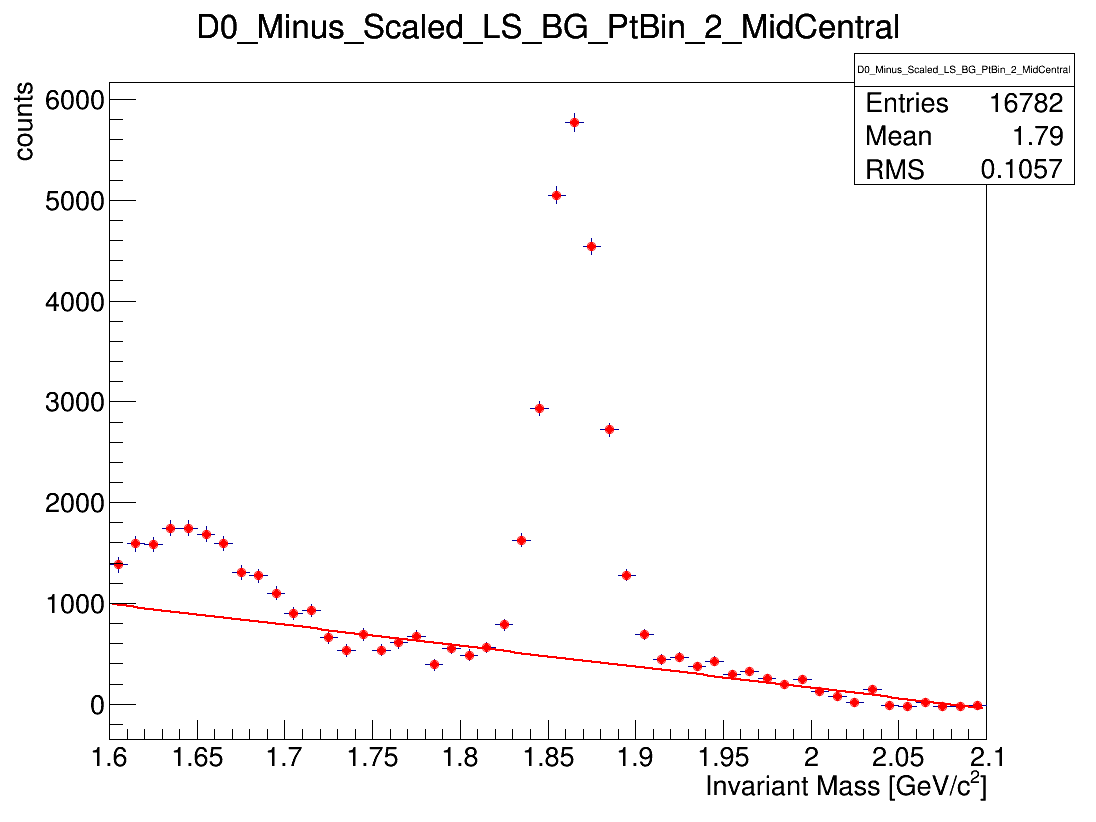 D0_Minus_Scaled_LS_BG_PtBin_2_MidCentral
D0_Minus_Scaled_LS_BG_PtBin_2_MidCentral
Entries 16782
Mean 1.79
RMS 0.1057
counts
6000
5000
4000
3000
2000
1000
0
1.6 1.65 1.7 1.75 1.8 1.85 1.9 1.95 2 2.05 2.1
Invariant Mass [GeV/c²]